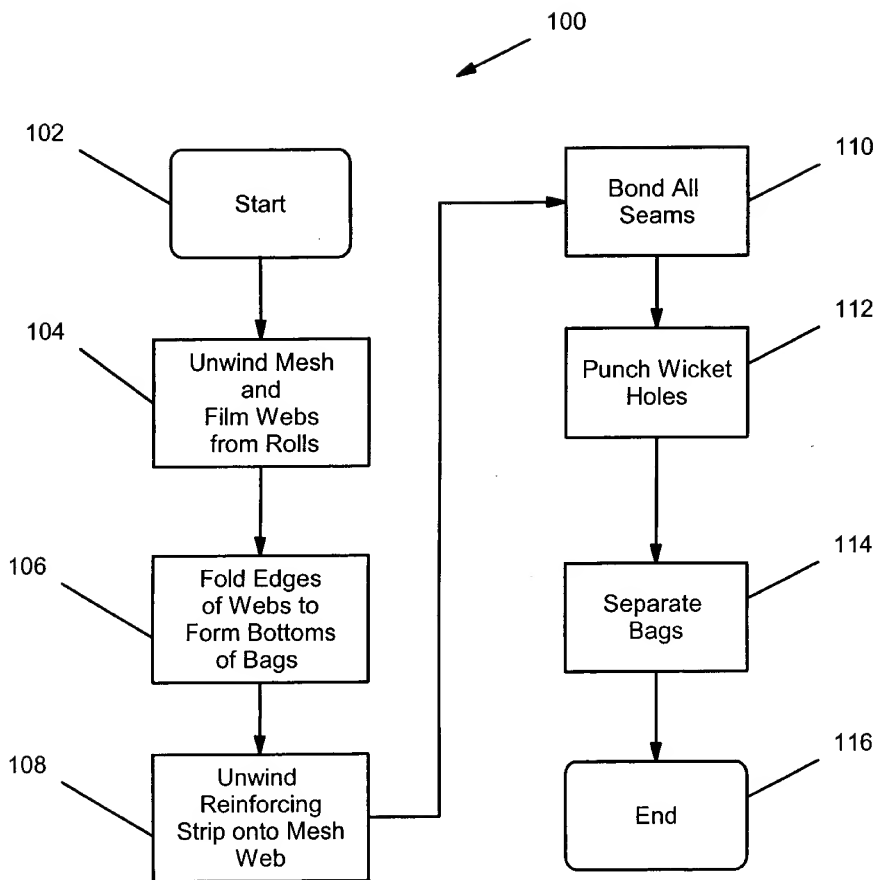 100
102
Start
104
Unwind Mesh
and
Film Webs
from Rolls
106
Fold Edges
of Webs to
Form Bottoms
of Bags
108
Unwind
Reinforcing
Strip onto Mesh
Web
110
Bond All
Seams
112
Punch Wicket
Holes
114
Separate
Bags
116
End